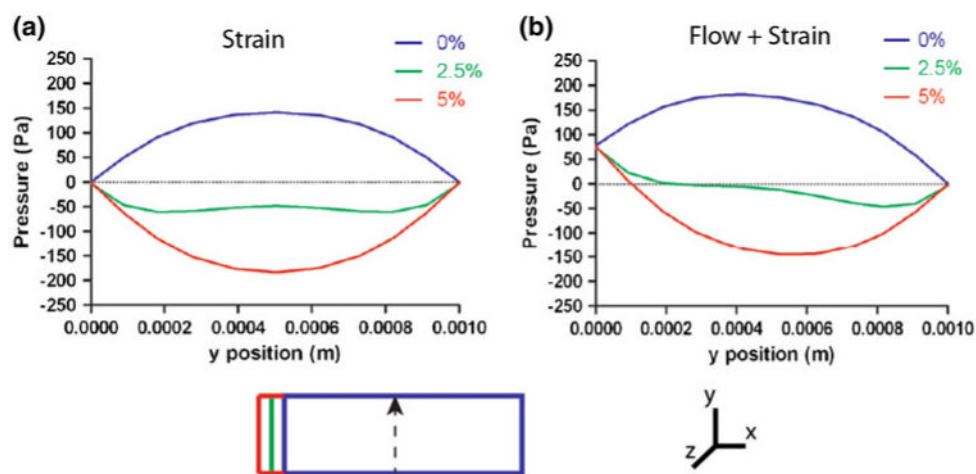 (a)
Strain
0%
2.5%
5%
Pressure (Pa)
250
200
150
100
50
0
-50
-100
-150
-200
-250
0.0000 0.0002 0.0004 0.0006 0.0008 0.0010
y position (m)
(b)
Flow + Strain
0%
2.5%
5%
Pressure (Pa)
250
200
150
100
50
0
-50
-100
-150
-200
-250
0.0000 0.0002 0.0004 0.0006 0.0008 0.0010
y position (m)
y
z
x